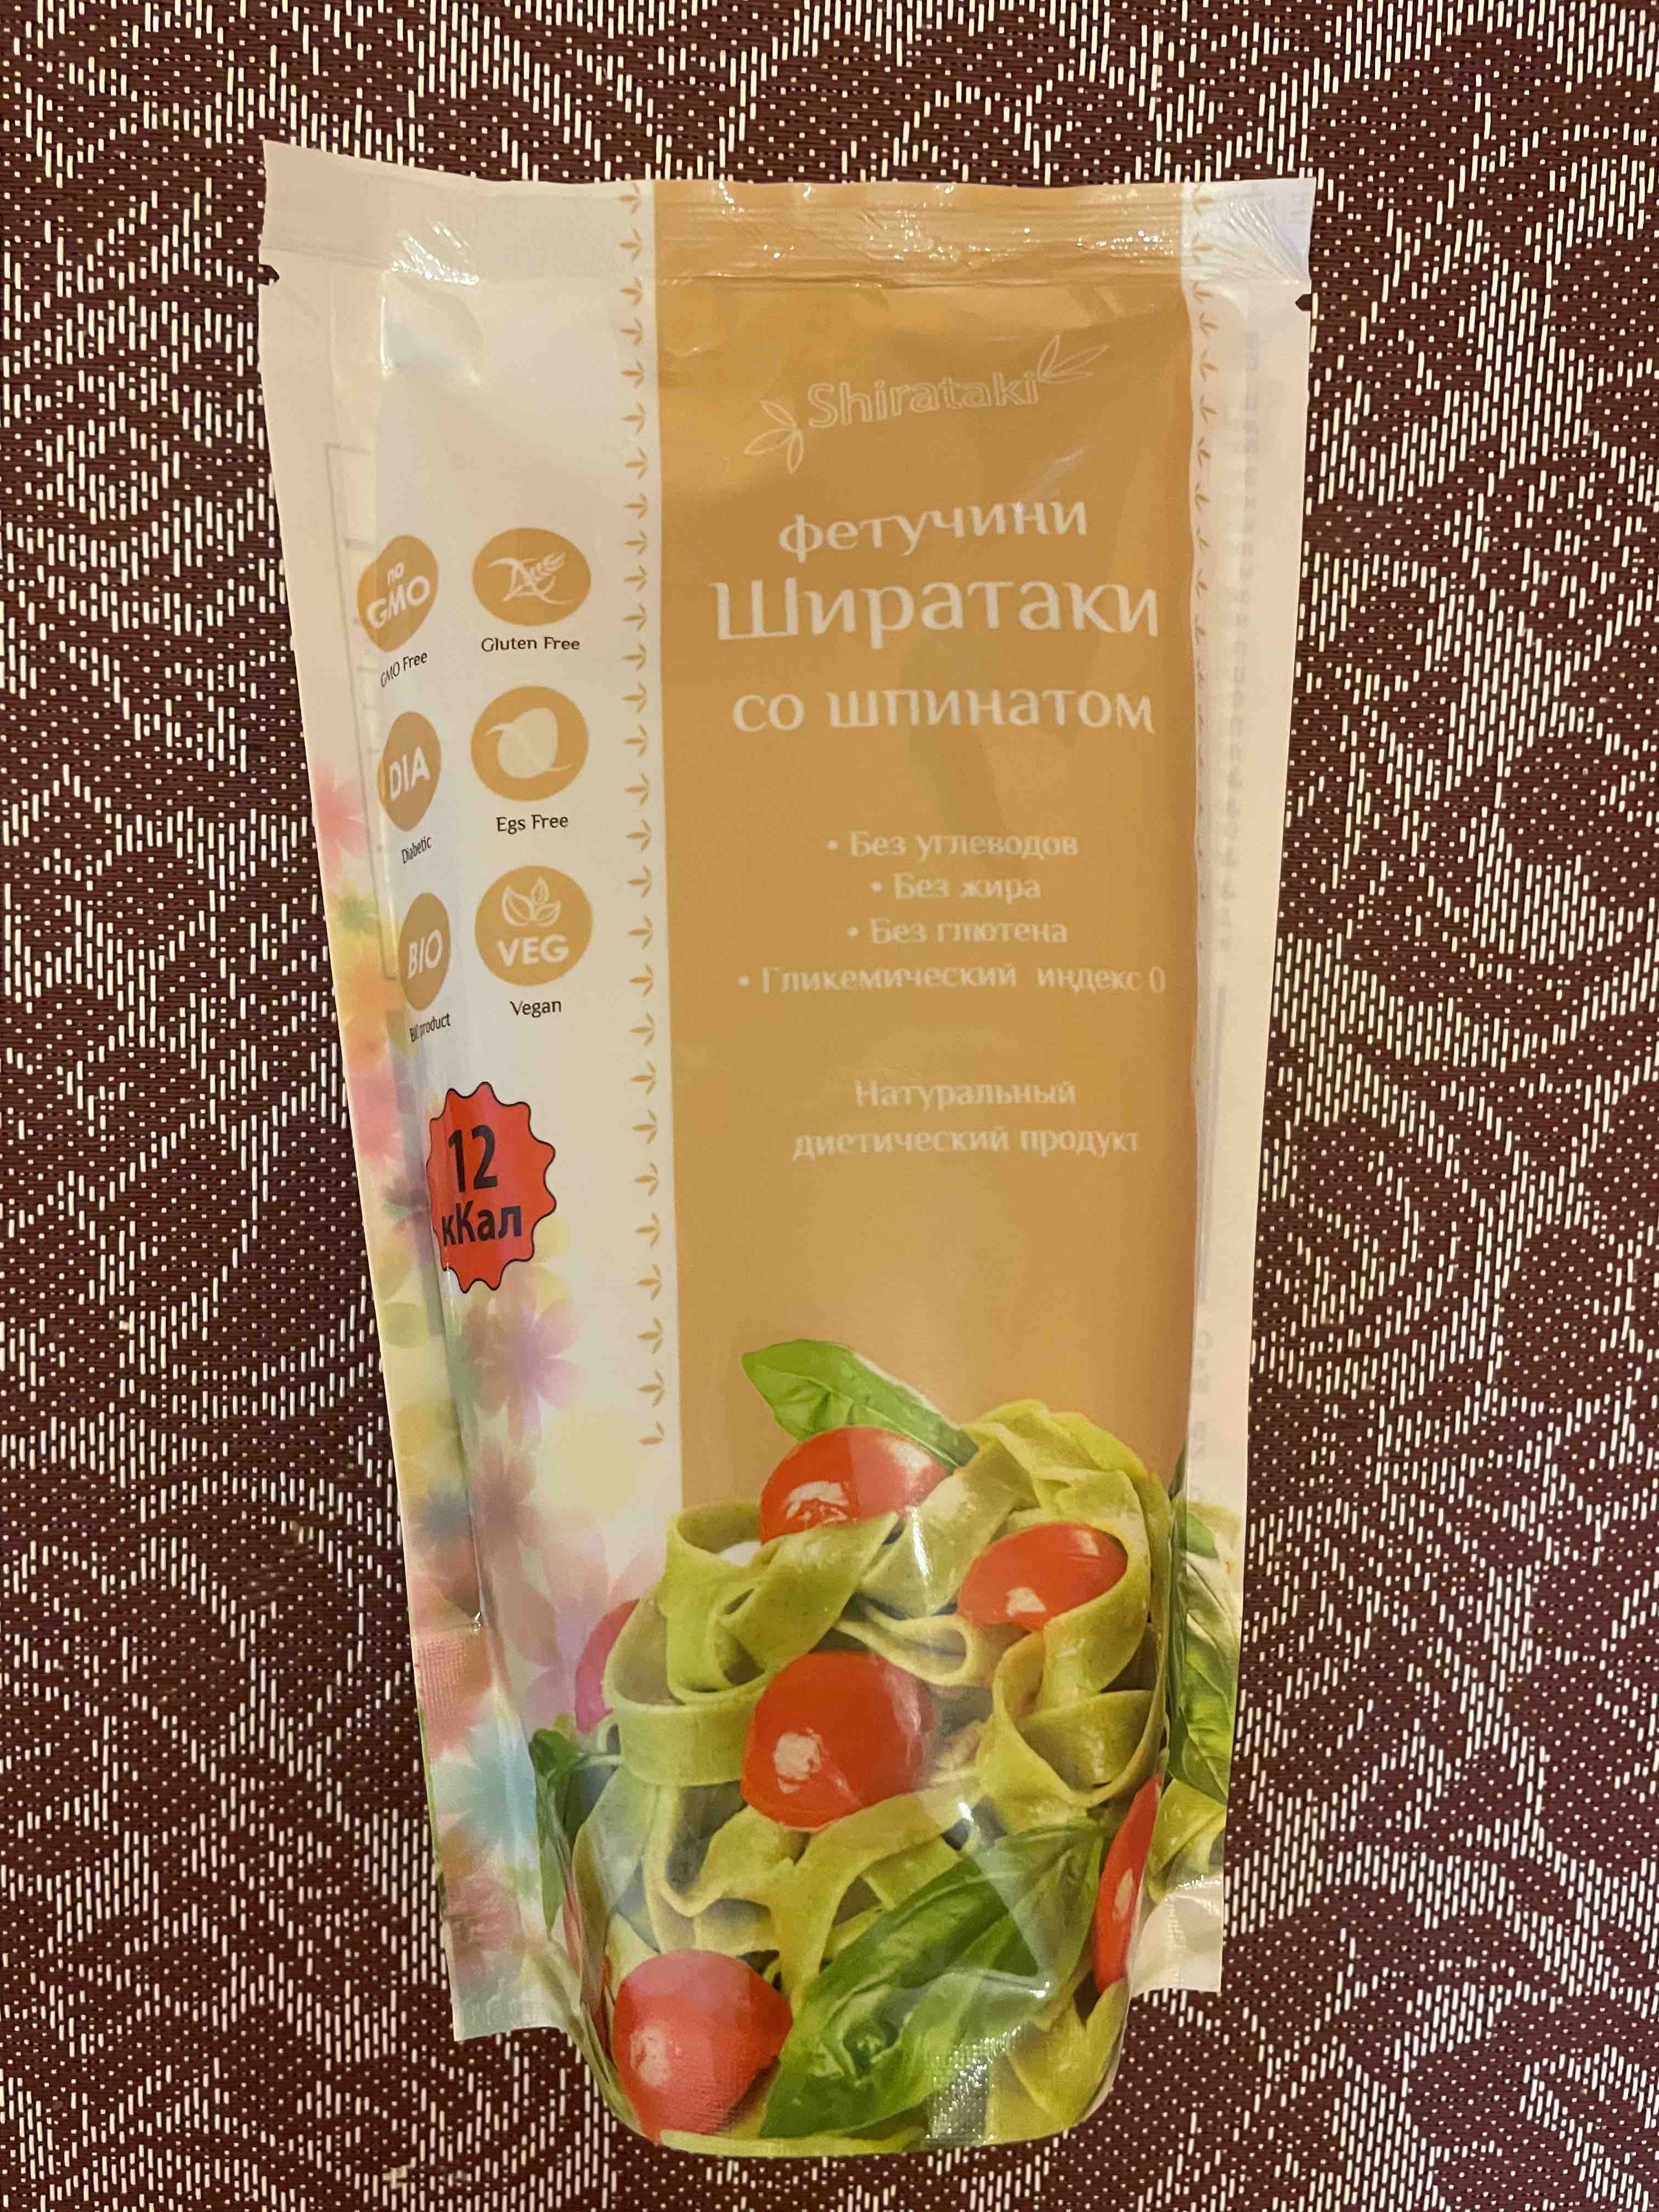 Shirataki
фетучини
Ширатаки
со шпинатом
• Без углеводов
• Без жира
• Без глютена
• Гликемический индекс 0
Натуральный
диетический продукт
no
GMO
GMO Free
Gluten Free
DIA
Diabetic
Egs Free
BIO
BIO product
VEG
Vegan
12
кКал